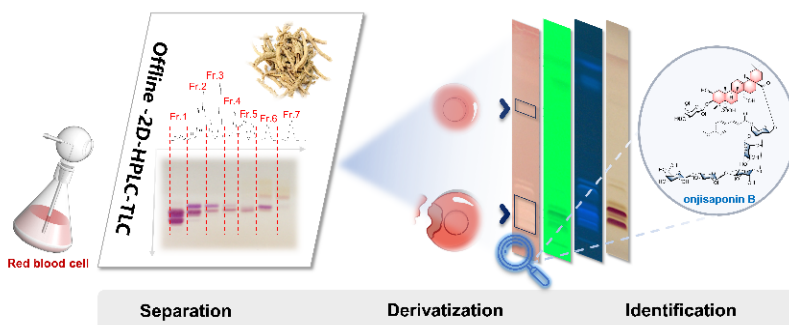 Offline -2D-HPLC-TLC
Fr.1
Fr.2
Fr.3
Fr.4
Fr.5
Fr.6
Fr.7
Red blood cell
onjisaponin B
Separation
Derivatization
Identification